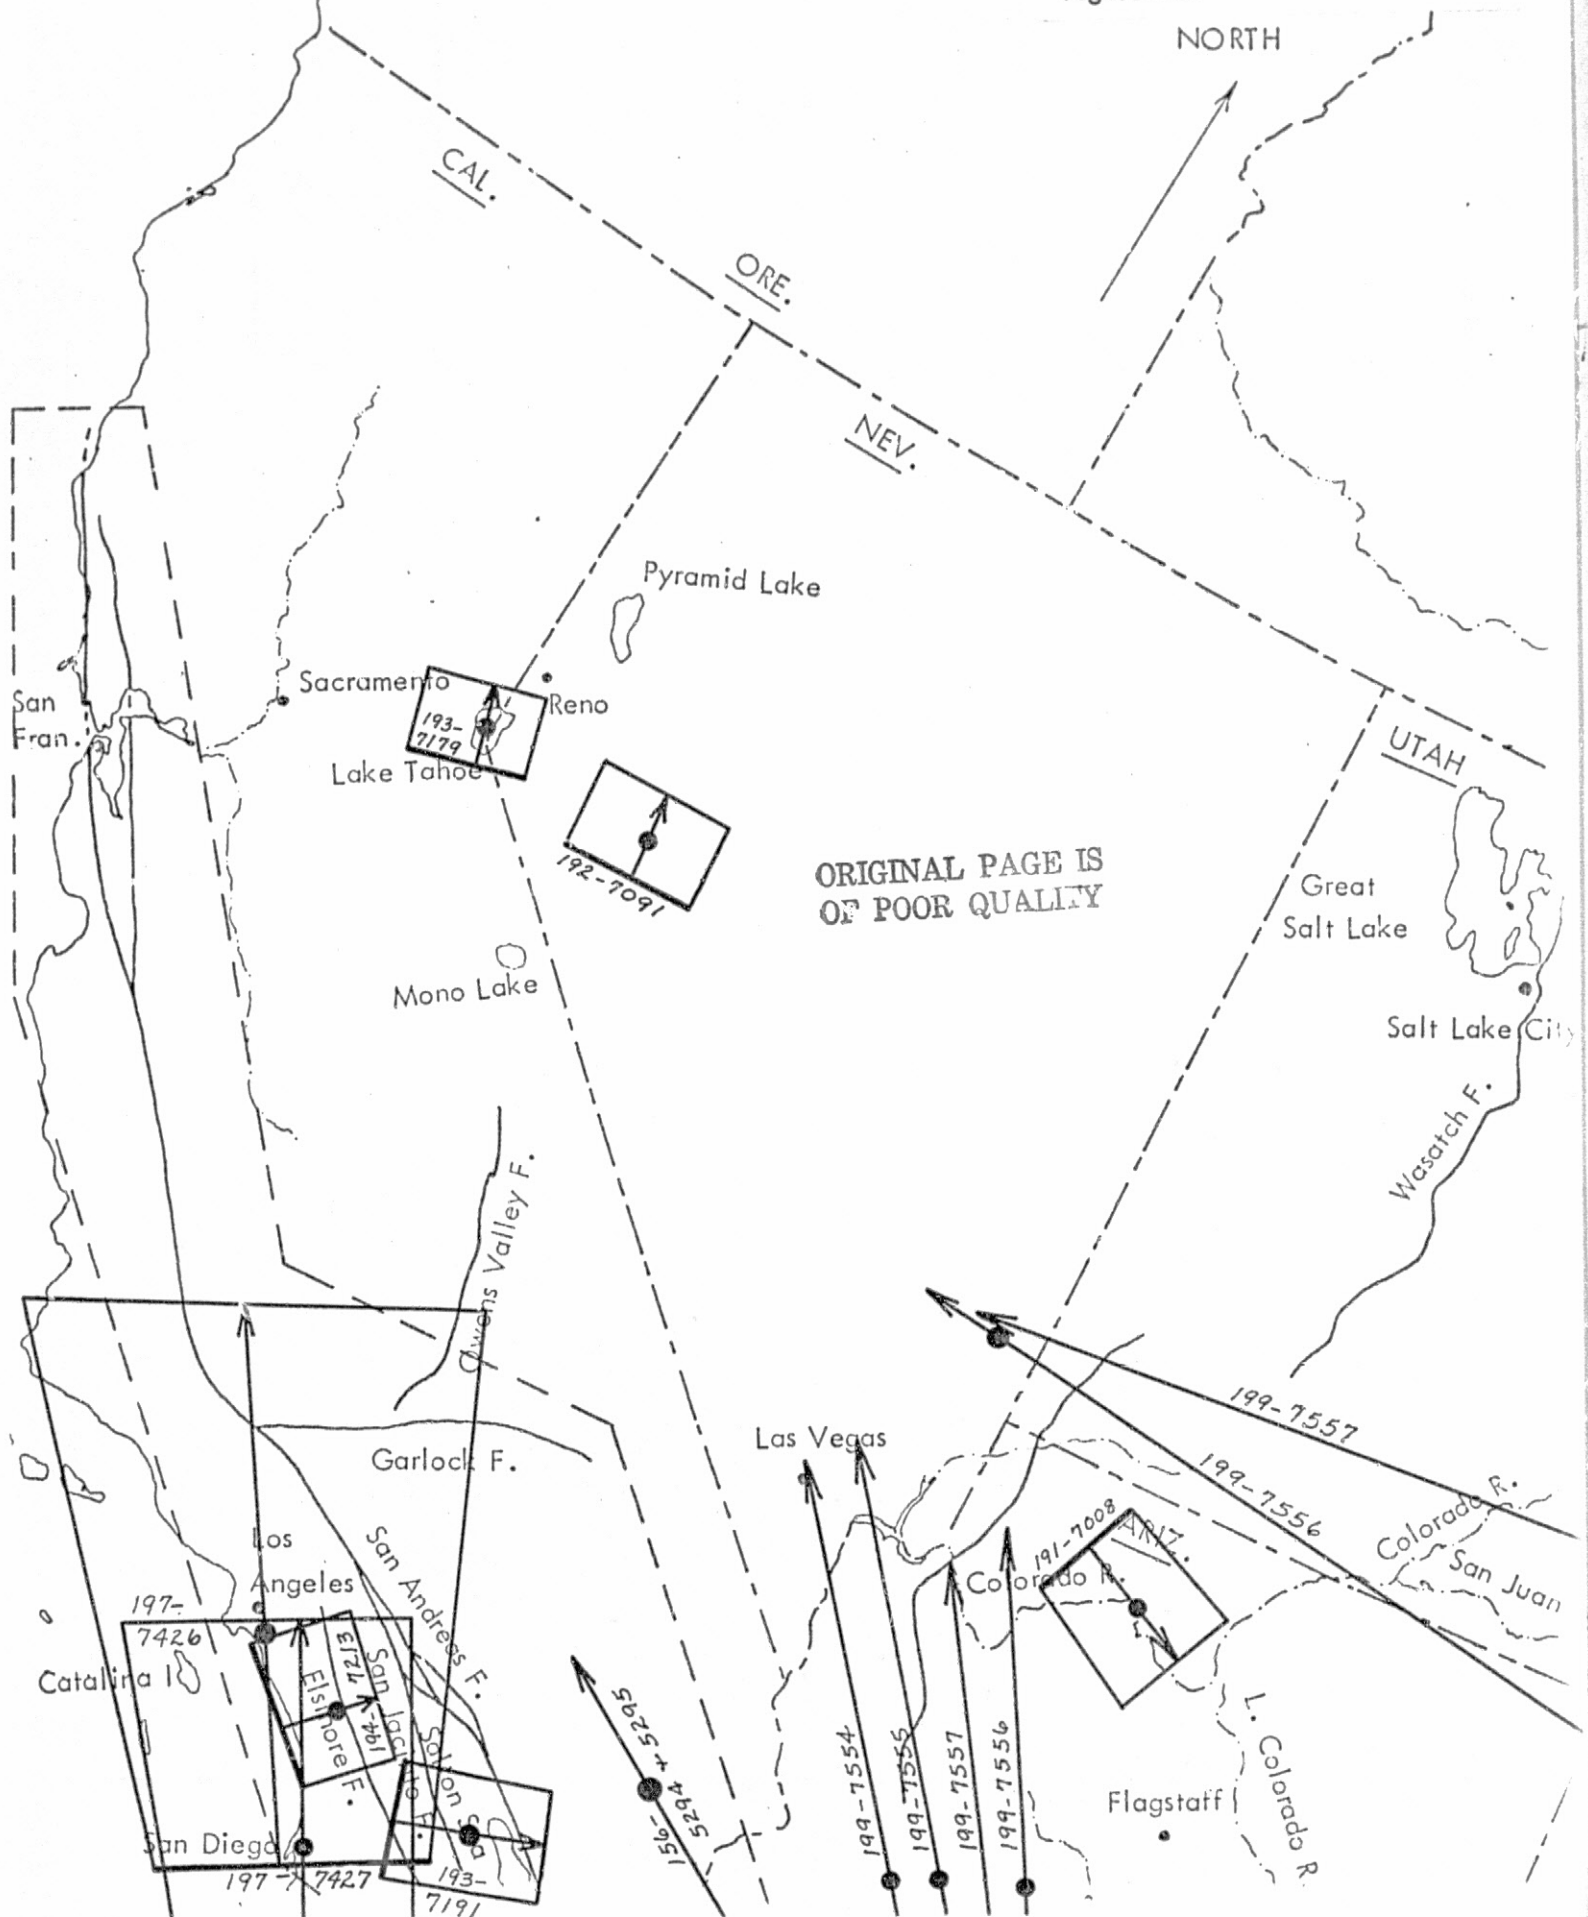 NORTH
CAL.
ORE.
NEV.
Pyramid Lake
Sacramento
Reno
San
Fran.
193-
7179
Lake Tahoe
UTAH
192-7091
ORIGINAL PAGE IS
OF POOR QUALITY
Great
Salt Lake
Mono Lake
Salt Lake City
Wasatch F.
Owens Valley F.
199-7557
Las Vegas
Garlock F.
199-7556
Colorado R.
San Juan
191-7008
ARIZ.
Colorado R.
Los
Angeles
San Andreas F.
197-
7426
194-7213
San Jacinto F.
Catalina I
Elsinore F.
Salton Sea
156-
5294 + 5295
199-7554
199-7555
199-7557
199-7556
L. Colorado R
Flagstaff
San Diego
197-7427
193-
7191